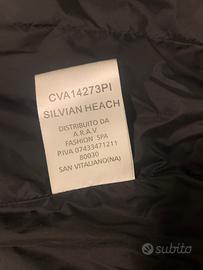 CVA14273PI
SILVIAN HEACH
DISTRIBUITO DA
A.R.A.V
FASHION SPA
P.IVA 07433471211
80030
SAN VITALIANO(NA)
subito